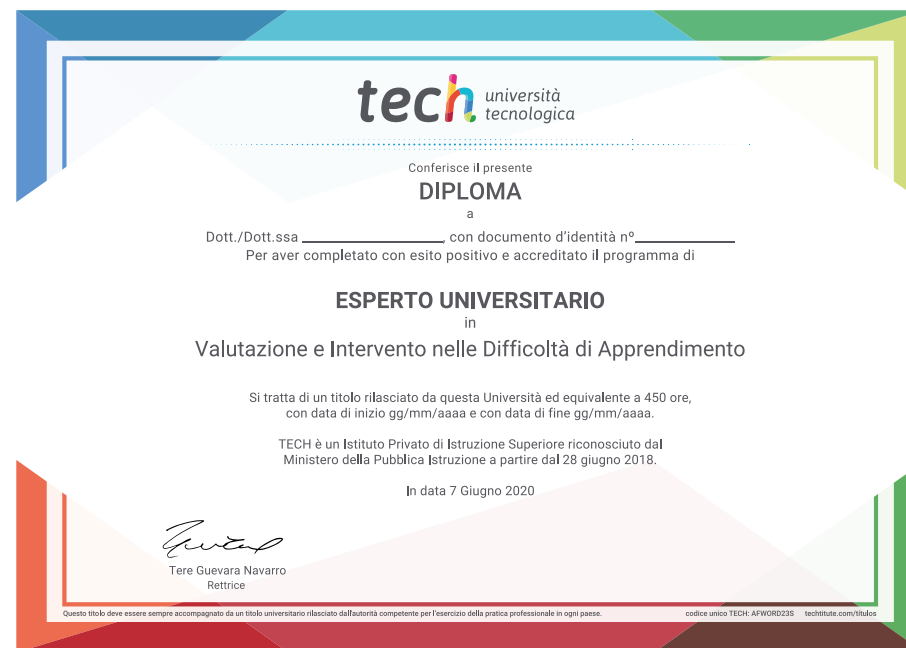 tech università
tecnologica
Conferisce il presente
DIPLOMA
a
Dott./Dott.ssa ____________________, con documento d'identità nº______________
Per aver completato con esito positivo e accreditato il programma di
ESPERTO UNIVERSITARIO
in
Valutazione e Intervento nelle Difficoltà di Apprendimento
Si tratta di un titolo rilasciato da questa Università ed equivalente a 450 ore,
con data di inizio gg/mm/aaaa e con data di fine gg/mm/aaaa.
TECH è un Istituto Privato di Istruzione Superiore riconosciuto dal
Ministero della Pubblica Istruzione a partire dal 28 giugno 2018.
In data 7 Giugno 2020
Tere Guevara Navarro
Rettrice
Questo titolo deve essere sempre accompagnato da un titolo universitario rilasciato dall'autorità competente per l'esercizio della pratica professionale in ogni paese. codice unico TECH: AFWORD23S techtitute.com/titulos